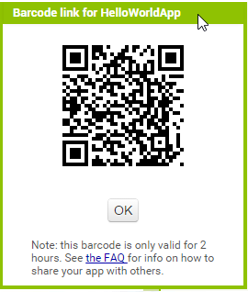 Barcode link for HelloWorldApp
OK
Note: this barcode is only valid for 2
hours. See the FAQ for info on how to
share your app with others.